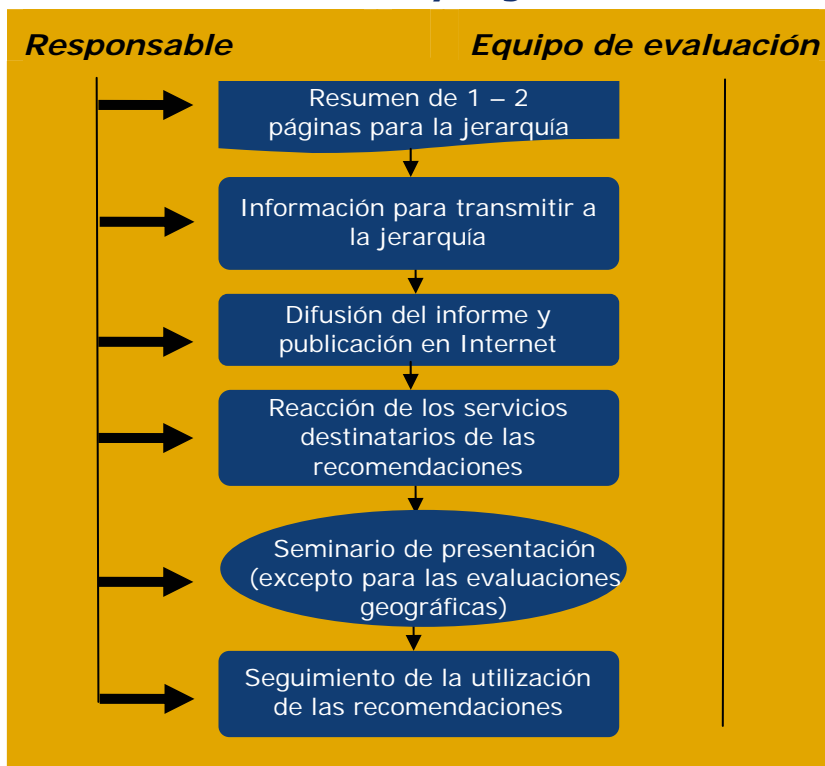 Responsable
Equipo de evaluación
Resumen de 1 – 2
páginas para la jerarquía
Información para transmitir a
la jerarquía
Difusión del informe y
publicación en Internet
Reacción de los servicios
destinatarios de las
recomendaciones
Seminario de presentación
(excepto para las evaluaciones
geográficas)
Seguimiento de la utilización
de las recomendaciones